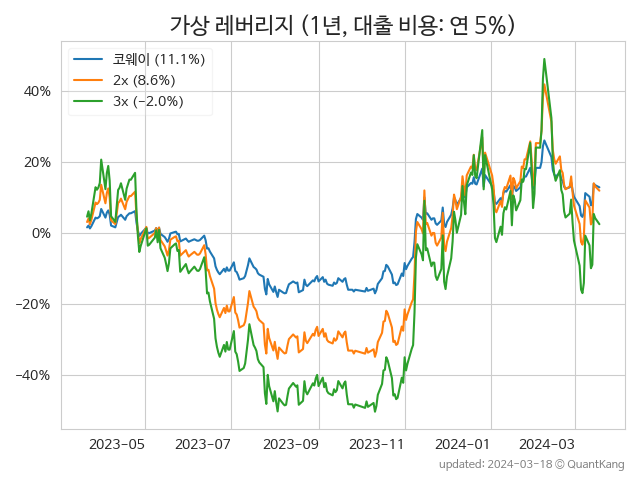 가상 레버리지 (1년, 대출 비용: 연 5%)
코웨이 (11.1%)
2x (8.6%)
3x (−2.0%)
40%
20%
0%
−20%
−40%
2023−05 2023−07 2023−09 2023−11 2024−01 2024−03
updated: 2024-03-18 © QuantKang